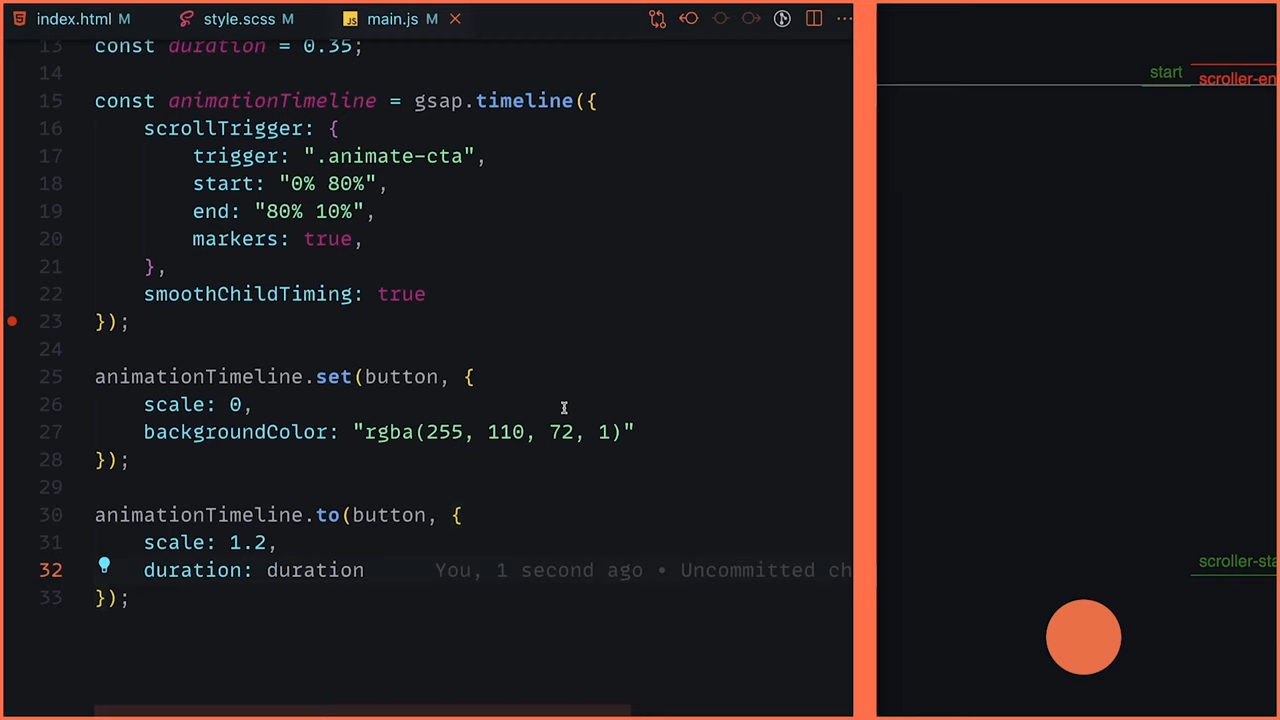 index.html M style.scss M JS main.js M
13 const duration = 0.35;
14
15 const animationTimeline = gsap.timeline({
16 scrollTrigger: {
17 trigger: ".animate-cta",
18 start: "0% 80%",
19 end: "80% 10%",
20 markers: true,
21 },
22 smoothChildTiming: true
23 });
24
25 animationTimeline.set(button, {
26 scale: 0,
27 backgroundColor: "rgba(255, 110, 72, 1)"
28 });
29
30 animationTimeline.to(button, {
31 scale: 1.2,
32 duration: duration You, 1 second ago • Uncommitted ch
33 });
start scroller-en
scroller-sta